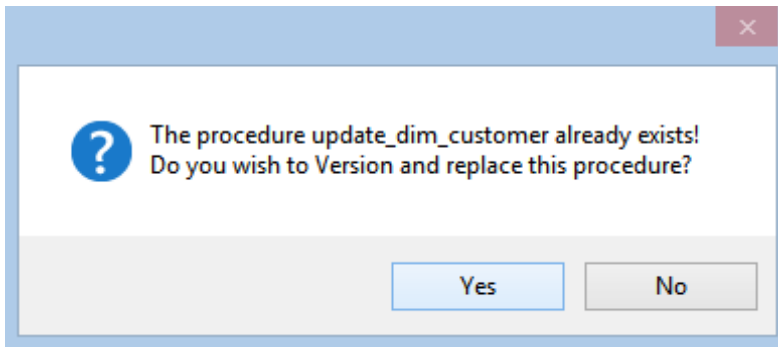 The procedure update_dim_customer already exists!
Do you wish to Version and replace this procedure?
Yes
No